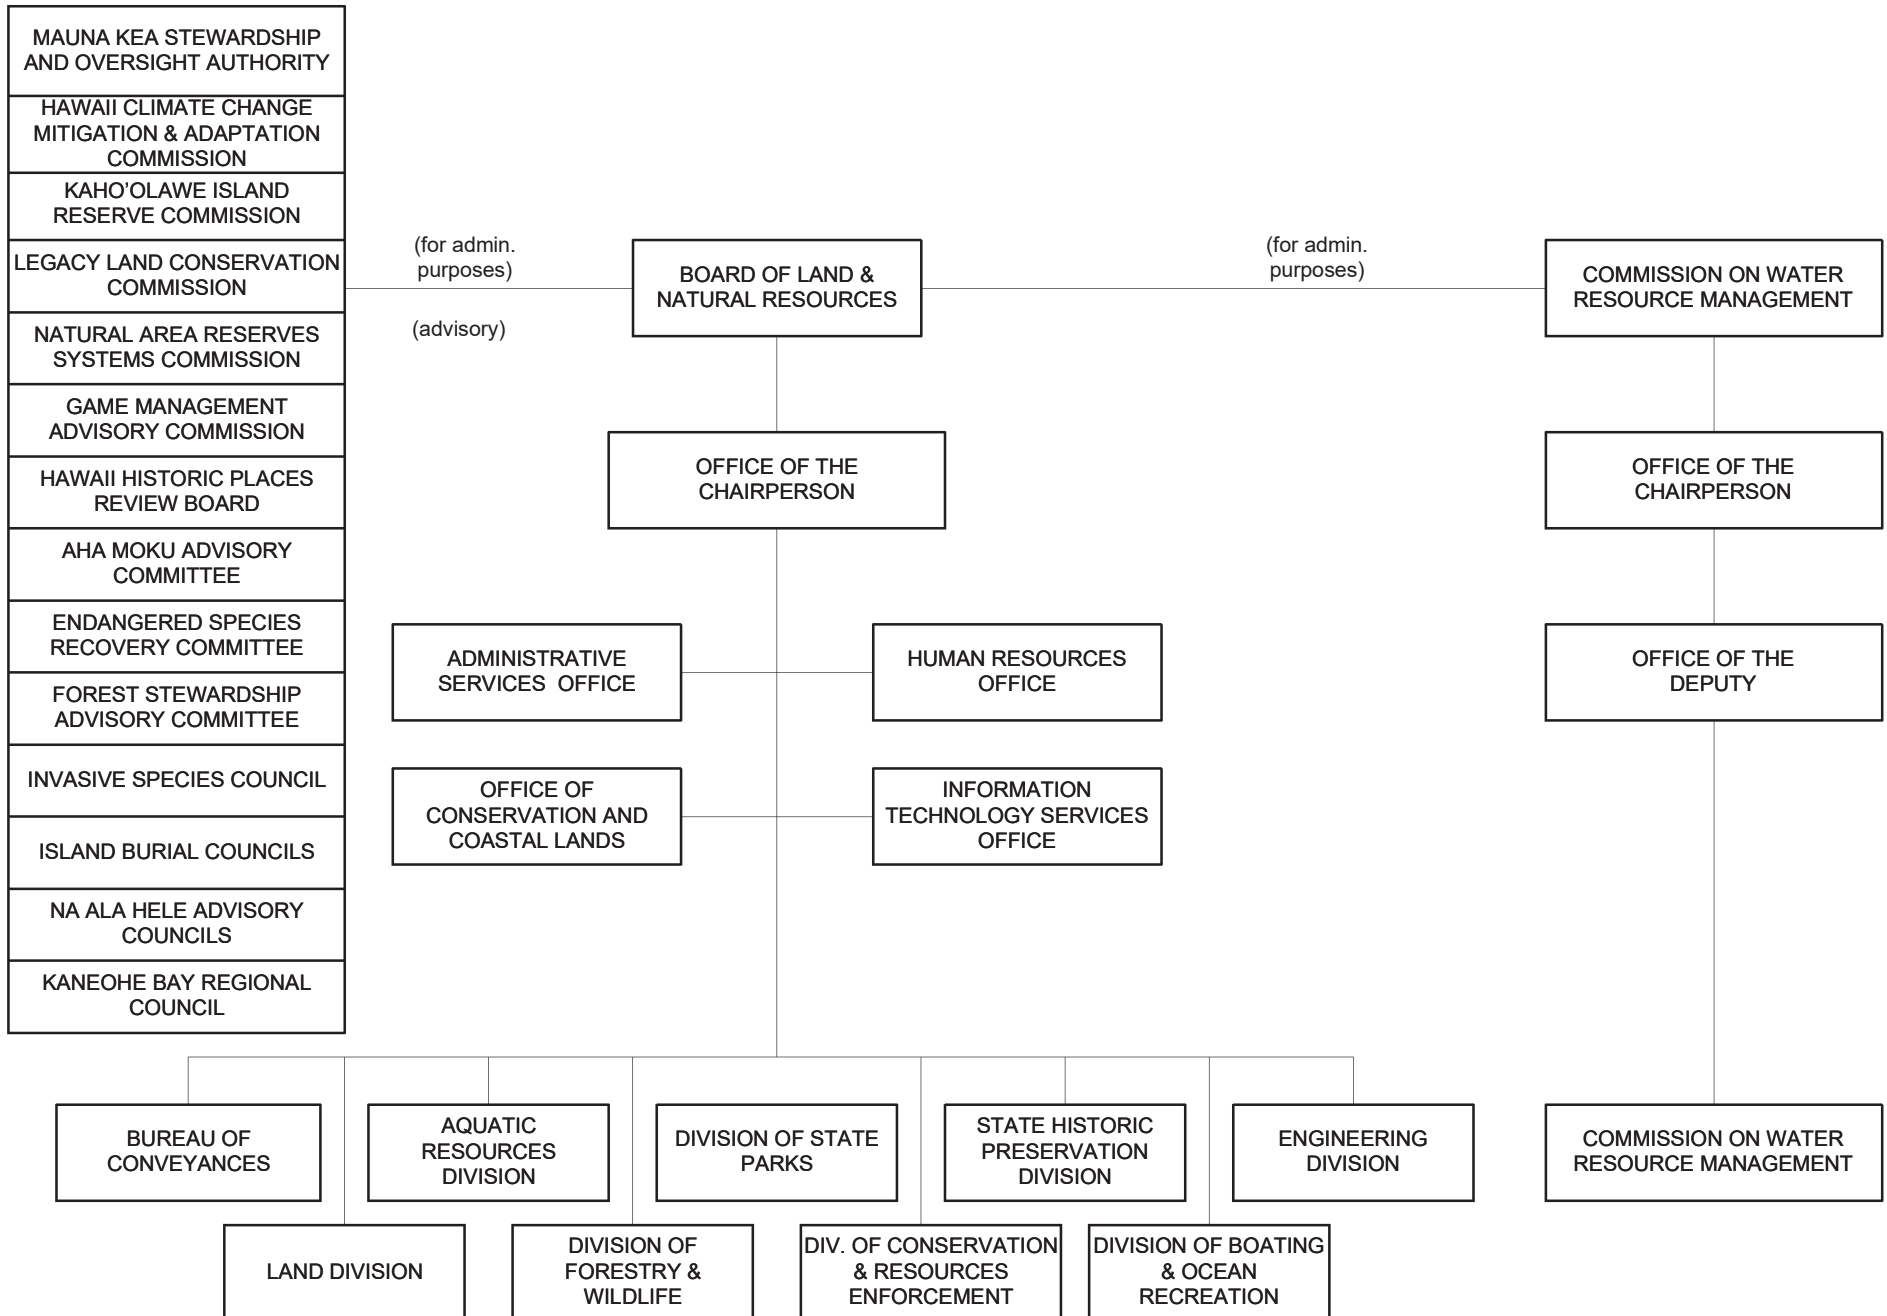 MAUNA KEA STEWARDSHIP
AND OVERSIGHT AUTHORITY
HAWAII CLIMATE CHANGE
MITIGATION & ADAPTATION
COMMISSION
KAHO’OLAWE ISLAND
RESERVE COMMISSION
LEGACY LAND CONSERVATION
COMMISSION
NATURAL AREA RESERVES
SYSTEMS COMMISSION
GAME MANAGEMENT
ADVISORY COMMISSION
HAWAII HISTORIC PLACES
REVIEW BOARD
AHA MOKU ADVISORY
COMMITTEE
ENDANGERED SPECIES
RECOVERY COMMITTEE
FOREST STEWARDSHIP
ADVISORY COMMITTEE
INVASIVE SPECIES COUNCIL
ISLAND BURIAL COUNCILS
NA ALA HELE ADVISORY
COUNCILS
KANEOHE BAY REGIONAL
COUNCIL
(for admin.
purposes)
(advisory)
BOARD OF LAND &
NATURAL RESOURCES
(for admin.
purposes)
COMMISSION ON WATER
RESOURCE MANAGEMENT
OFFICE OF THE
CHAIRPERSON
OFFICE OF THE
CHAIRPERSON
ADMINISTRATIVE
SERVICES OFFICE
HUMAN RESOURCES
OFFICE
OFFICE OF THE
DEPUTY
OFFICE OF
CONSERVATION AND
COASTAL LANDS
INFORMATION
TECHNOLOGY SERVICES
OFFICE
BUREAU OF
CONVEYANCES
AQUATIC
RESOURCES
DIVISION
DIVISION OF STATE
PARKS
STATE HISTORIC
PRESERVATION
DIVISION
ENGINEERING
DIVISION
COMMISSION ON WATER
RESOURCE MANAGEMENT
LAND DIVISION
DIVISION OF
FORESTRY &
WILDLIFE
DIV. OF CONSERVATION
& RESOURCES
ENFORCEMENT
DIVISION OF BOATING
& OCEAN
RECREATION